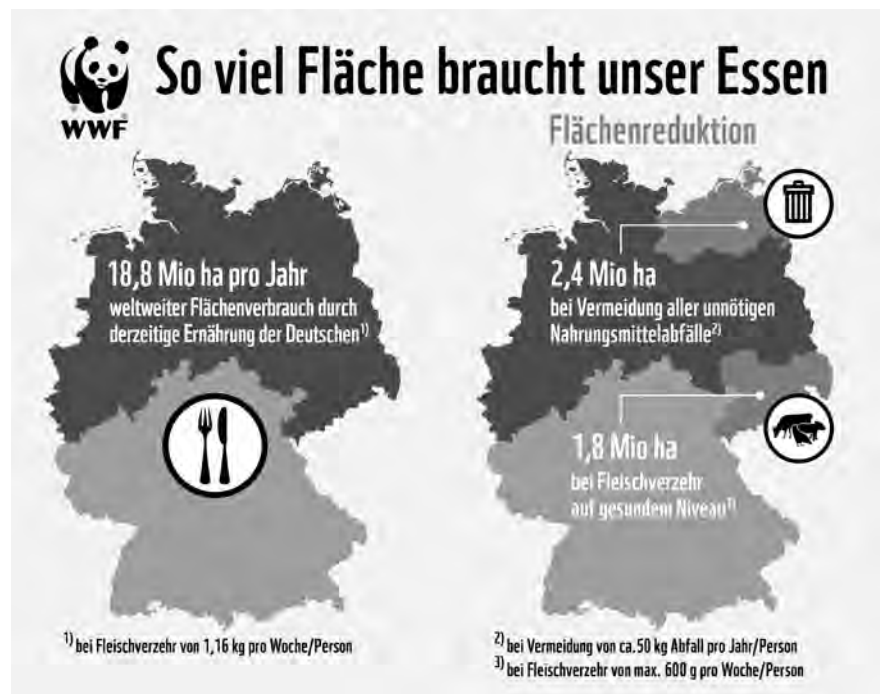 So viel Fläche braucht unser Essen
WWF
Flächenreduktion
18,8 Mio ha pro Jahr
weltweiter Flächenverbrauch durch
derzeitige Ernährung der Deutschen1)
2,4 Mio ha
bei Vermeidung aller unnötigen
Nahrungsmittelabfälle2)
1,8 Mio ha
bei Fleischverzehr
auf gesundem Niveau3)
1) bei Fleischverzehr von 1,16 kg pro Woche/Person
2) bei Vermeidung von ca. 50 kg Abfall pro Jahr/Person
3) bei Fleischverzehr von max. 600 g pro Woche/Person